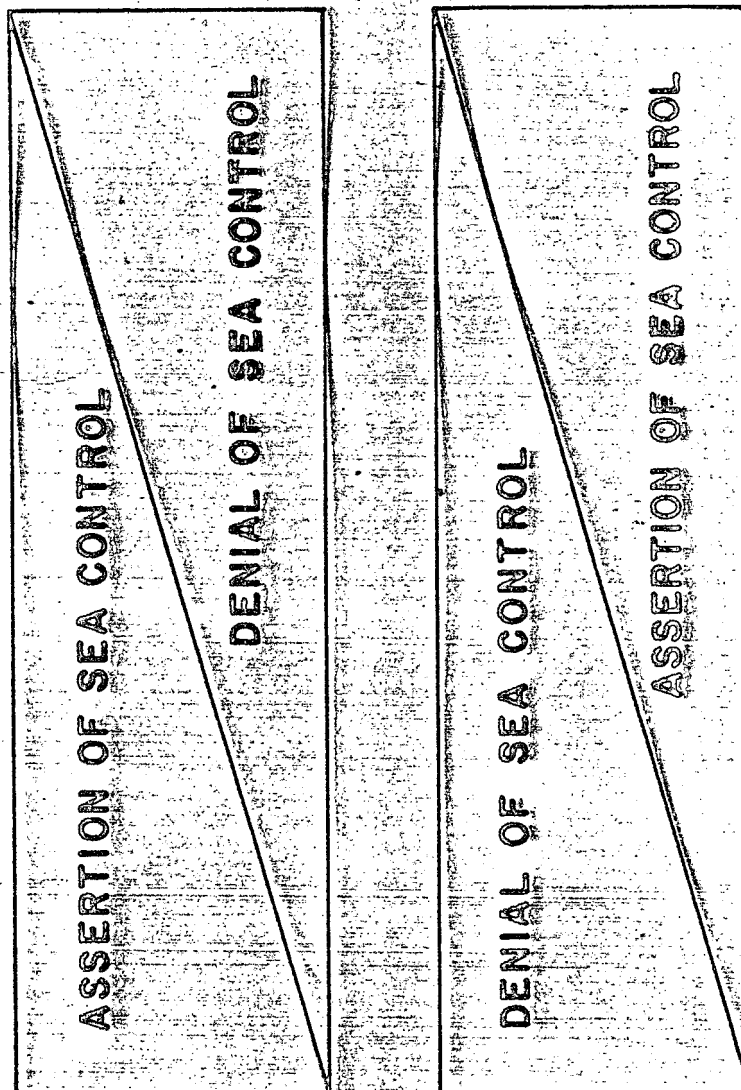 ASSERTION OF SEA CONTROL
DENIAL OF SEA CONTROL
DENIAL OF SEA CONTROL
ASSERTION OF SEA CONTROL